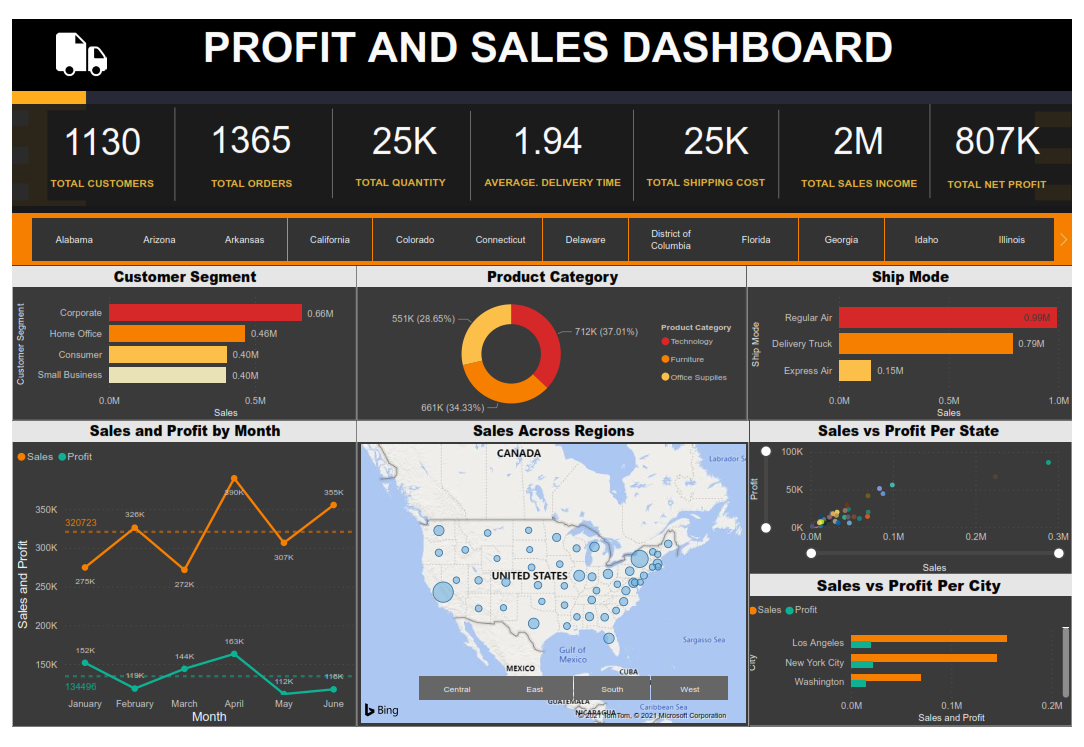 PROFIT AND SALES DASHBOARD
1130
1365
25K
1.94
25K
2M
807K
TOTAL CUSTOMERS
TOTAL ORDERS
TOTAL QUANTITY
AVERAGE. DELIVERY TIME
TOTAL SHIPPING COST
TOTAL SALES INCOME
TOTAL NET PROFIT
Alabama
Arizona
Arkansas
California
Colorado
Connecticut
Delaware
District of
Columbia
Florida
Georgia
Idaho
Illinois
Customer Segment
Customer Segment
Corporate
0.66M
Home Office
0.46M
Consumer
0.40M
Small Business
0.40M
0.0M
0.5M
Sales
Product Category
551K (28.65%)
712K (37.01%)
661K (34.33%)
Product Category
Technology
Furniture
Office Supplies
Ship Mode
Ship Mode
Regular Air
0.99M
Delivery Truck
0.79M
Express Air
0.15M
0.0M
0.5M
1.0M
Sales
Sales and Profit by Month
Sales
Profit
Sales and Profit
350K
300K
250K
200K
150K
320723
134496
275K
326K
272K
390K
307K
355K
152K
119K
144K
163K
112K
118K
January
February
March
April
May
June
Month
Sales Across Regions
CANADA
Labrador S
UNITED STATES
Sargasso Sea
Gulf of
Mexico
MEXICO
CUBA
Central
East
South
West
GUATEMALA
Caribbean Sea
NICARAGUA
Bing
© 2021 TomTom, © 2021 Microsoft Corporation
Sales vs Profit Per State
Profit
100K
50K
0K
0.0M
0.1M
0.2M
0.3M
Sales
Sales vs Profit Per City
Sales
Profit
City
Los Angeles
New York City
Washington
0.0M
0.1M
0.2M
Sales and Profit